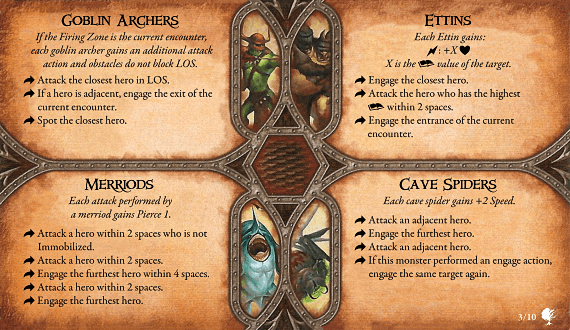 Goblin Archers
If the Firing Zone is the current encounter,
each goblin archer gains an additional attack
action and obstacles do not block LOS.
Attack the closest hero in LOS.
If a hero is adjacent, engage the exit of the
current encounter.
Spot the closest hero.
Ettins
Each Ettin gains:
: +X
X is the value of the target.
Engage the closest hero.
Attack the hero who has the highest
within 2 spaces.
Engage the entrance of the current
encounter.
Merriods
Each attack performed by
a merriod gains Pierce 1.
Attack a hero within 2 spaces who is not
Immobilized.
Attack a hero within 2 spaces.
Engage the furthest hero within 4 spaces.
Attack a hero within 2 spaces.
Engage the furthest hero.
Cave Spiders
Each cave spider gains +2 Speed.
Attack an adjacent hero.
Engage the furthest hero.
Attack an adjacent hero.
If this monster performed an engage action,
engage the same target again.
3/10